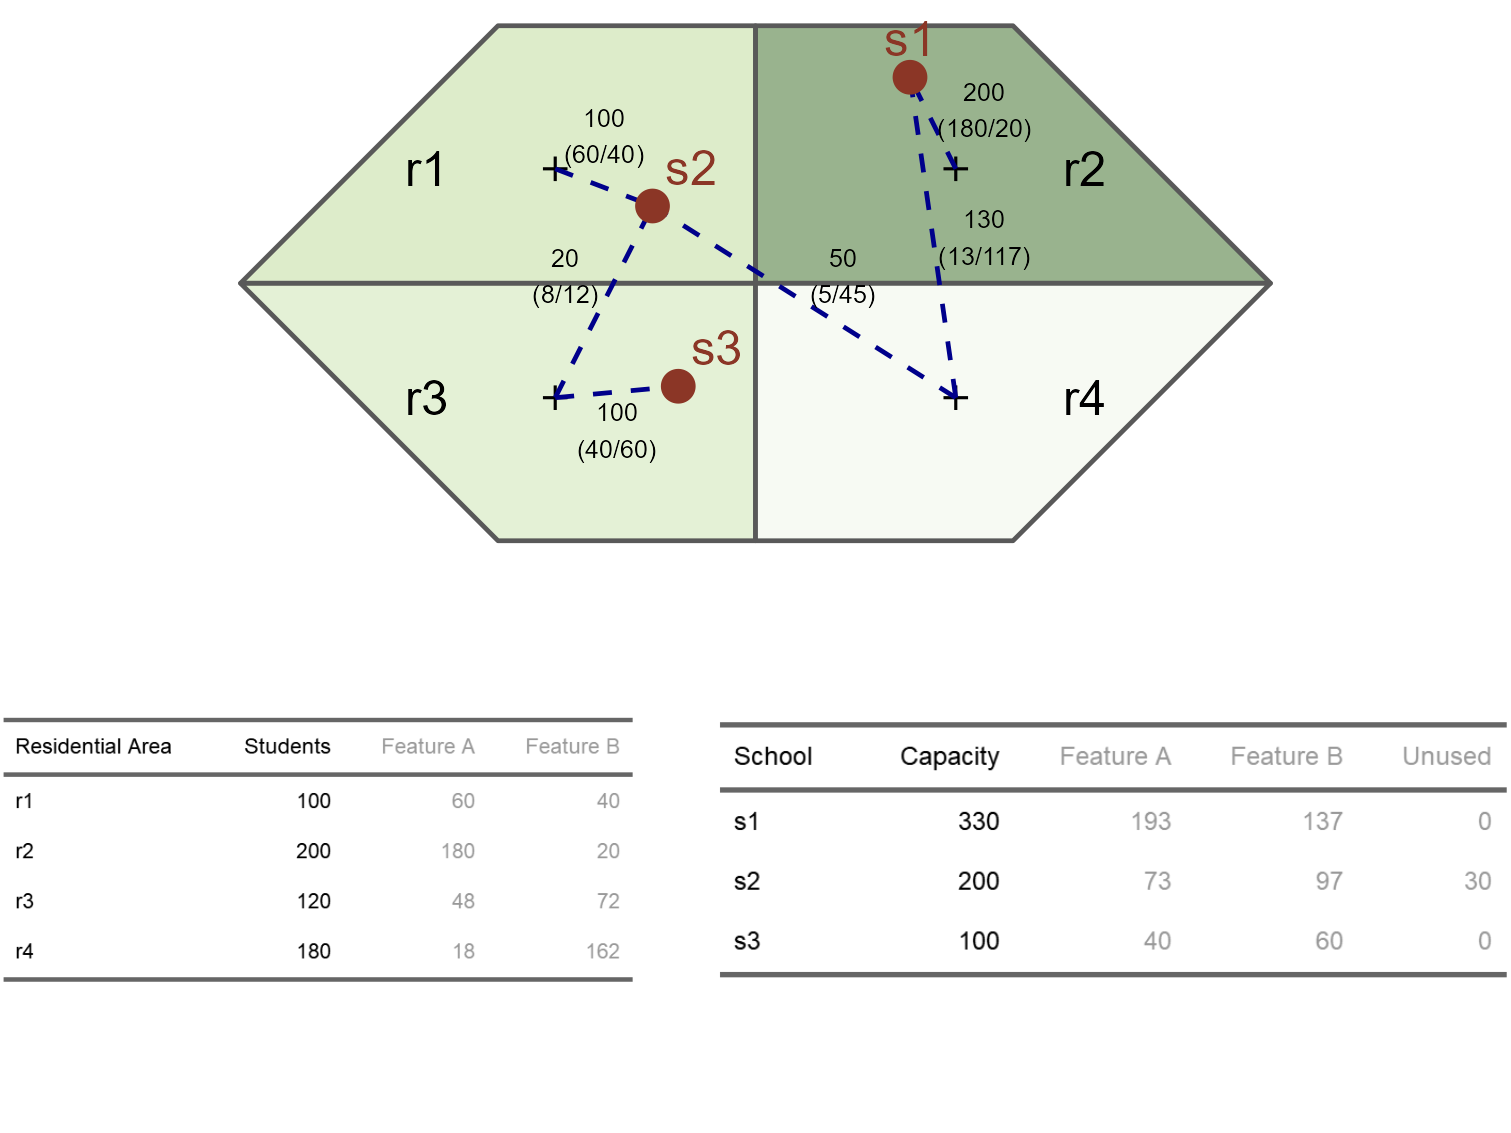 s1
200
(180/20)
100
(60/40)
r1
s2
r2
130
(13/117)
20
(8/12)
50
(5/45)
s3
r3
r4
100
(40/60)
Residential Area Students Feature A Feature B
r1 100 60 40
r2 200 180 20
r3 120 48 72
r4 180 18 162
School Capacity Feature A Feature B Unused
s1 330 193 137 0
s2 200 73 97 30
s3 100 40 60 0